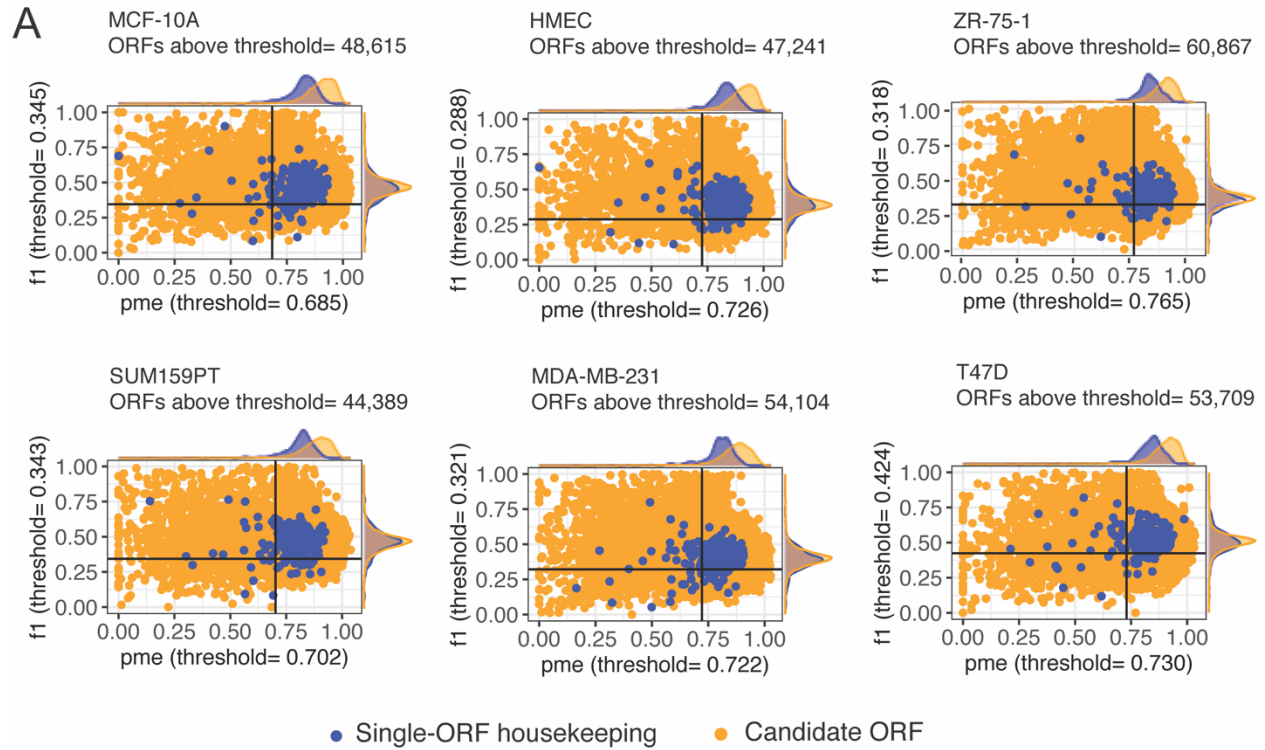 A
MCF-10A
ORFs above threshold= 48,615
f1 (threshold= 0.345)
1.00
0.75
0.50
0.25
0.00
0.00 0.25 0.50 0.75 1.00
pme (threshold= 0.685)
HMEC
ORFs above threshold= 47,241
f1 (threshold= 0.288)
1.00
0.75
0.50
0.25
0.00
0.00 0.25 0.50 0.75 1.00
pme (threshold= 0.726)
ZR-75-1
ORFs above threshold= 60,867
f1 (threshold= 0.318)
1.00
0.75
0.50
0.25
0.00
0.00 0.25 0.50 0.75 1.00
pme (threshold= 0.765)
SUM159PT
ORFs above threshold= 44,389
f1 (threshold= 0.343)
1.00
0.75
0.50
0.25
0.00
0.00 0.25 0.50 0.75 1.00
pme (threshold= 0.702)
MDA-MB-231
ORFs above threshold= 54,104
f1 (threshold= 0.321)
1.00
0.75
0.50
0.25
0.00
0.00 0.25 0.50 0.75 1.00
pme (threshold= 0.722)
T47D
ORFs above threshold= 53,709
f1 (threshold= 0.424)
1.00
0.75
0.50
0.25
0.00
0.00 0.25 0.50 0.75 1.00
pme (threshold= 0.730)
Single-ORF housekeeping
Candidate ORF